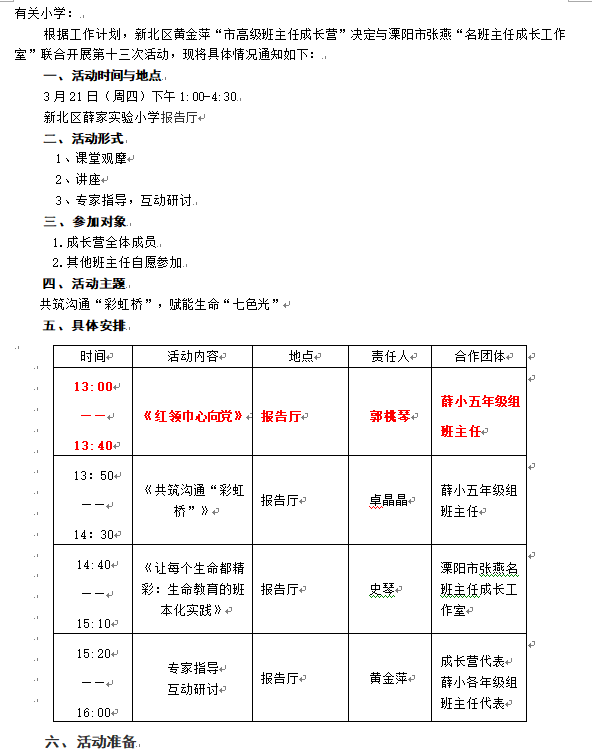 有关小学：
根据工作计划，新北区黄金萍“市高级班主任成长营”决定与溧阳市张燕“名班主任成长工作
室”联合开展第十三次活动，现将具体情况通知如下：
一、活动时间与地点
3月21日（周四）下午1:00-4:30
新北区薛家实验小学报告厅
二、活动形式
1、课堂观摩
2、讲座
3、专家指导，互动研讨
三、参加对象
1.成长营全体成员
2.其他班主任自愿参加
四、活动主题
共筑沟通“彩虹桥”，赋能生命“七色光”
五、具体安排
时间 活动内容 地点 责任人 合作团体
13:00
——
13:40
《红领巾心向党》 报告厅 郭桃琴
薛小五年级组
班主任
13：50
——
14：30
《共筑沟通“彩虹
桥”》
报告厅 卓晶晶
薛小五年级组
班主任
14:40
——
15:10
《让每个生命都精
彩：生命教育的班
本化实践》
报告厅 史琴
溧阳市张燕名
班主任成长工
作室
15:20
——
16:00
专家指导
互动研讨
报告厅 黄金萍
成长营代表
薛小各年级组
班主任代表
六、活动准备